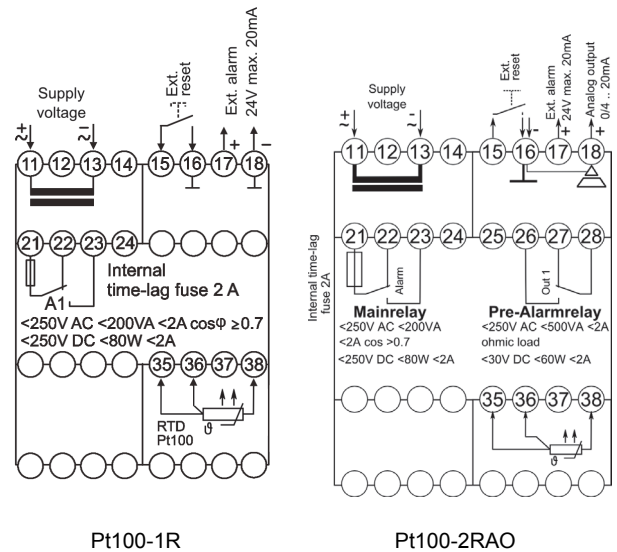 Ext.
reset
Ext. alarm
24V max. 20mA
Supply
voltage
≂+ ≂−
+ −
11 12 13 14 15 16 17 18
21 22 23 24
Internal
time-lag fuse 2 A
A1
<250V AC <200VA <2A cosφ ≥0.7
<250V DC <80W <2A
35 36 37 38
RTD
Pt100
ϑ
Pt100-1R
Ext.
reset
Ext. alarm
24V max. 20mA
Analog output
0/4 .. 20mA
Supply
voltage
+
~
-
~
- + +
11 12 13 14 15 16 17 18
21 22 23 24 25 26 27 28
Internal time-lag
fuse 2A
Alarm
Out 1
Mainrelay
<250V AC <200VA
<2A cos >0.7
<250V DC <80W <2A
Pre-Alarmrelay
<250V AC <500VA <2A
ohmic load
<30V DC <60W <2A
35 36 37 38
ϑ
Pt100-2RAO